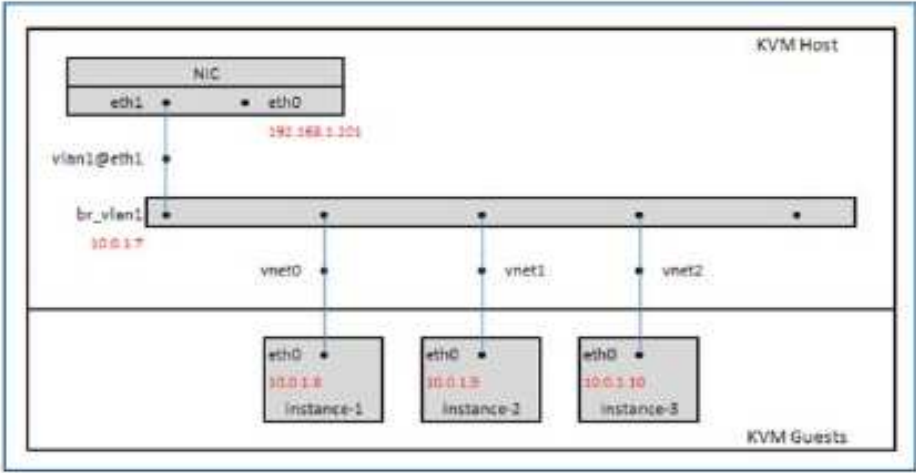 KVM Host
NIC
eth1
eth0
192.168.1.101
vlan1@eth1
br_vlan1
10.0.1.7
vnet0
vnet1
vnet2
eth0
eth0
eth0
10.0.1.8
10.0.1.9
10.0.1.10
Instance-1
Instance-2
Instance-3
KVM Guests